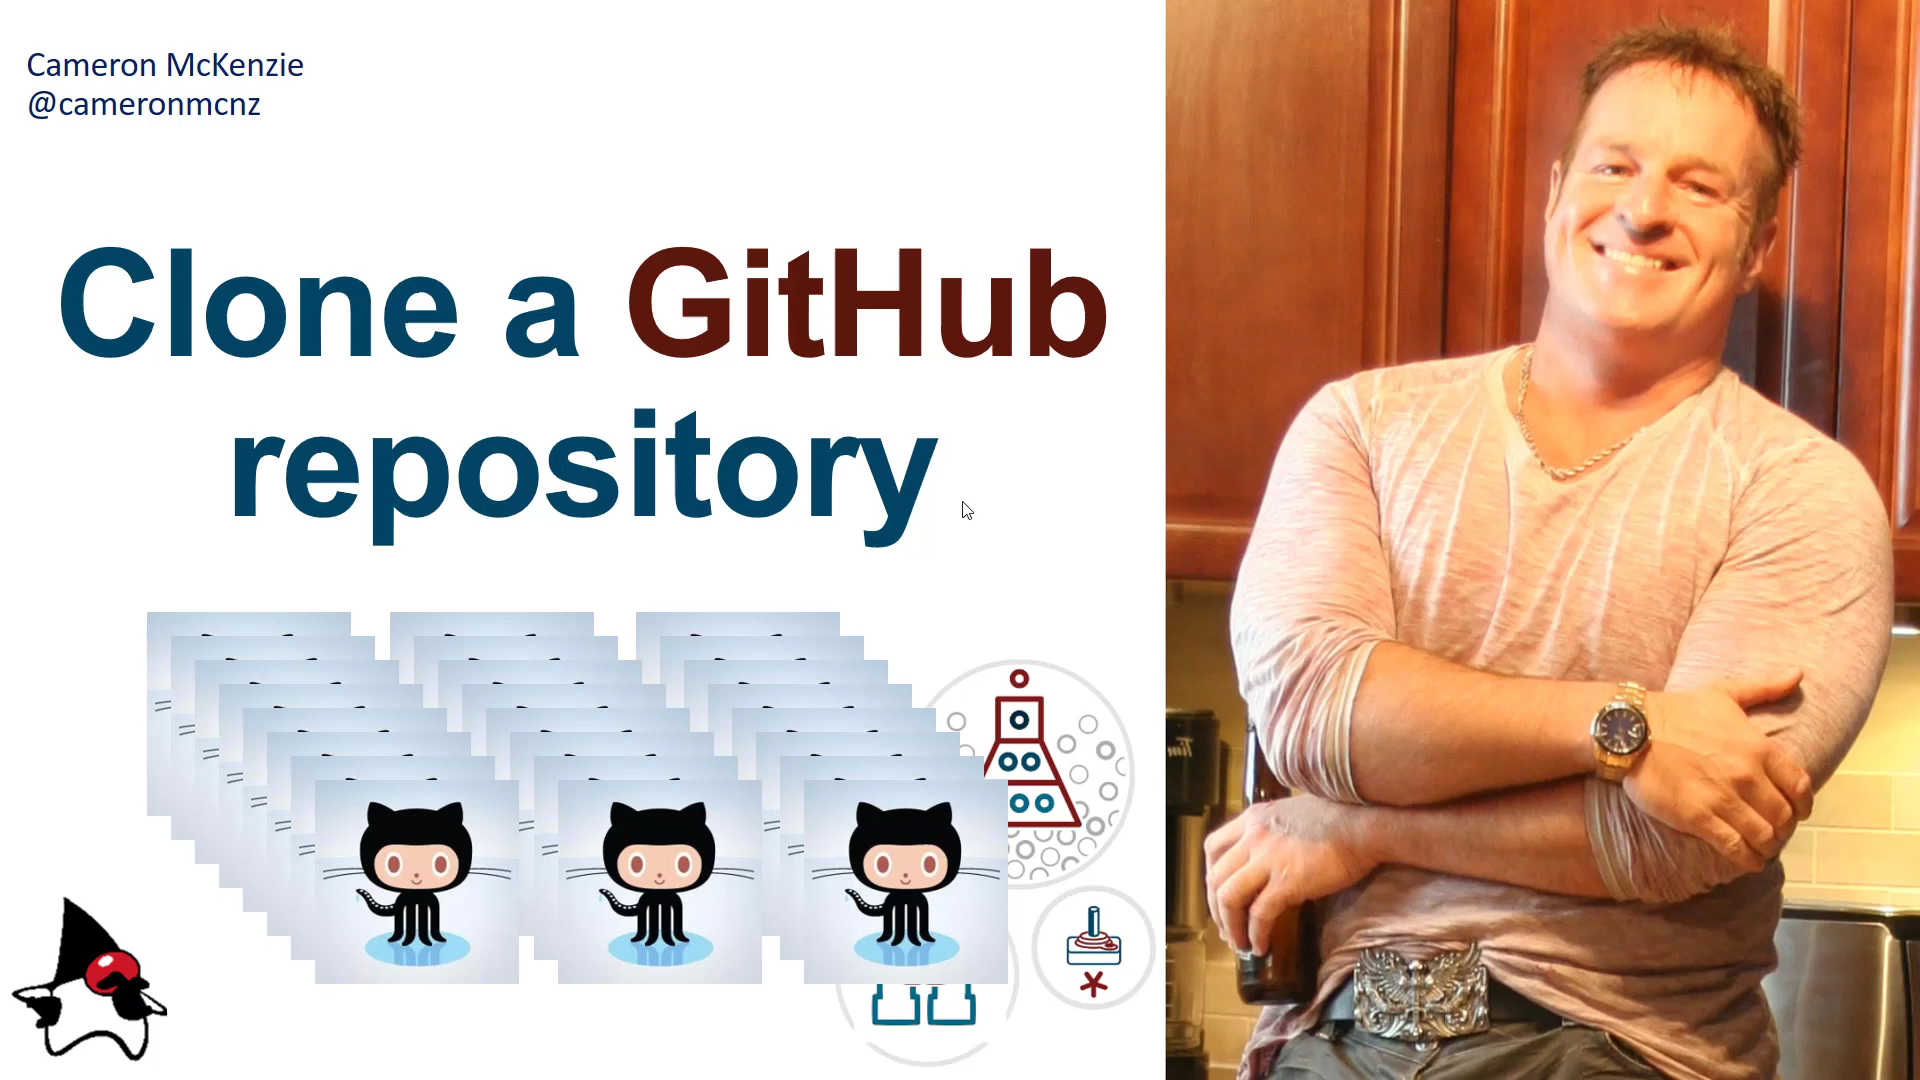 Cameron McKenzie
@cameronmcnz
Clone a GitHub
repository